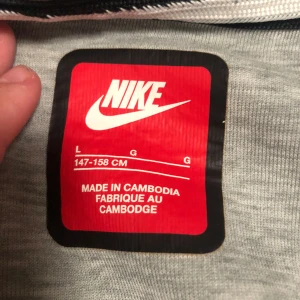 NIKE
L G G
147-158 CM
MADE IN CAMBODIA
FABRIQUE AU
CAMBODGE